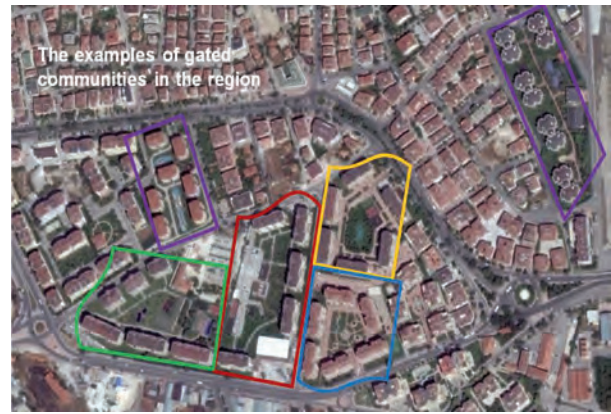 The examples of gated
communities in the region